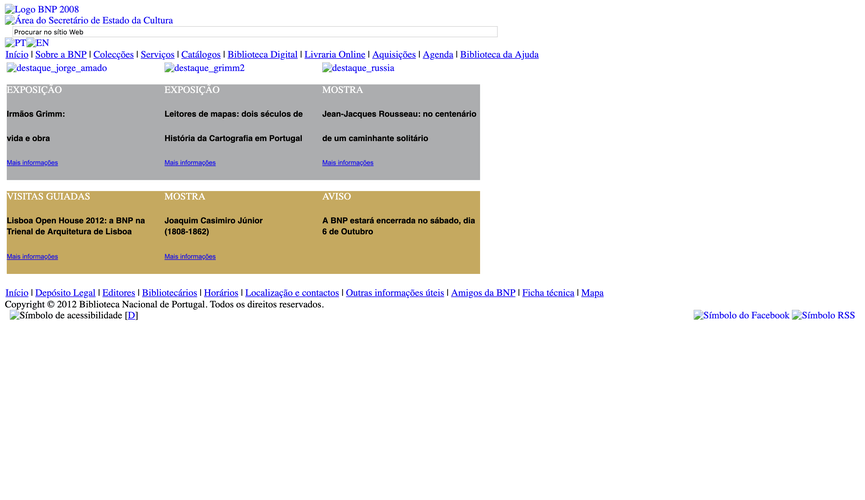 Logo BNP 2008
Área do Secretário de Estado da Cultura
Procurar no sítio Web
PT EN
Início | Sobre a BNP | Colecções | Serviços | Catálogos | Biblioteca Digital | Livraria Online | Aquisições | Agenda | Biblioteca da Ajuda
destaque_jorge_amado destaque_grimm2 destaque_russia
EXPOSIÇÃO
Irmãos Grimm:
vida e obra
Mais informações
EXPOSIÇÃO
Leitores de mapas: dois séculos de
História da Cartografia em Portugal
Mais informações
MOSTRA
Jean-Jacques Rousseau: no centenário
de um caminhante solitário
Mais informações
VISITAS GUIADAS
Lisboa Open House 2012: a BNP na
Trienal de Arquitetura de Lisboa
Mais informações
MOSTRA
Joaquim Casimiro Júnior
(1808-1862)
Mais informações
AVISO
A BNP estará encerrada no sábado, dia
6 de Outubro
Início | Depósito Legal | Editores | Bibliotecários | Horários | Localização e contactos | Outras informações úteis | Amigos da BNP | Ficha técnica | Mapa
Copyright © 2012 Biblioteca Nacional de Portugal. Todos os direitos reservados.
Símbolo de acessibilidade [D] Símbolo do Facebook Símbolo RSS